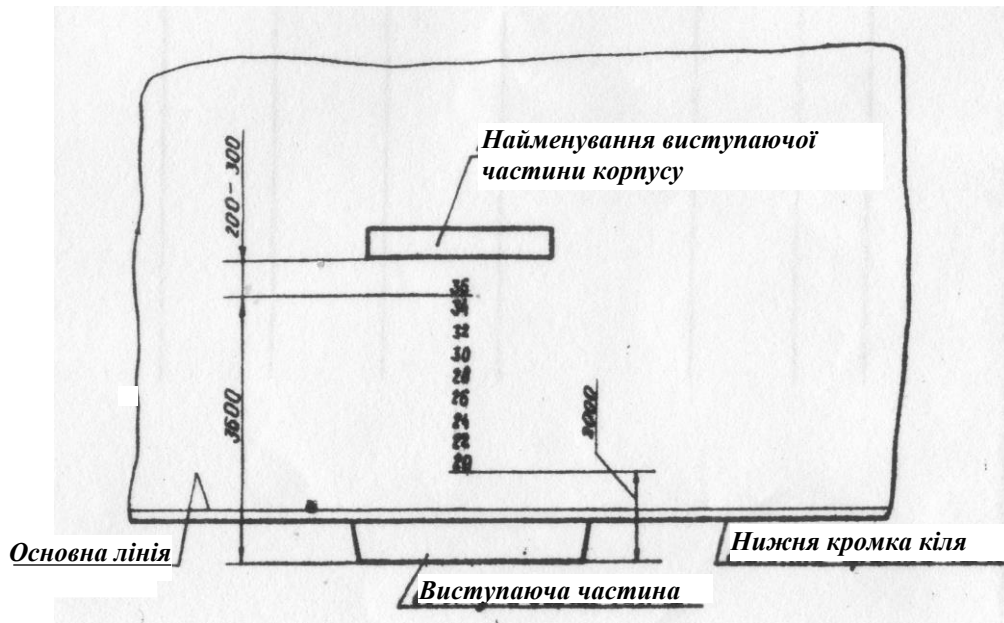 Найменування виступаючої
частини корпусу
200-300
36
34
32
30
28
26
24
22
20
3600
2000
Основна лінія
Нижня кромка кіля
Виступаюча частина